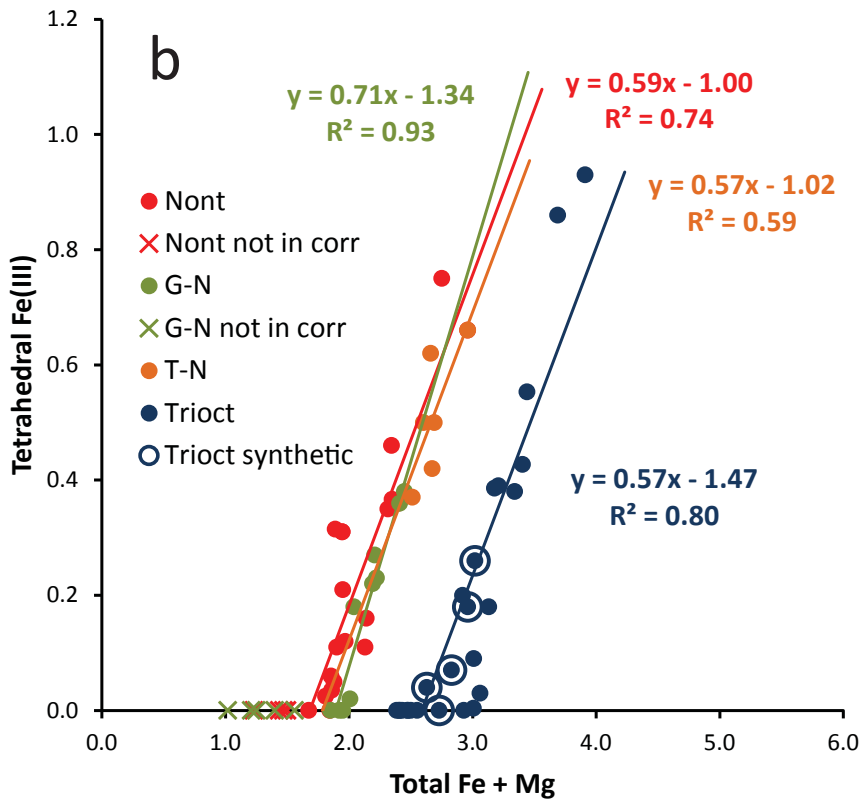 b
1.2
1.0
0.8
0.6
0.4
0.2
0.0
Tetrahedral Fe(III)
y = 0.71x - 1.34
R² = 0.93
y = 0.59x - 1.00
R² = 0.74
y = 0.57x - 1.02
R² = 0.59
Nont
Nont not in corr
G-N
G-N not in corr
T-N
Trioct
Trioct synthetic
y = 0.57x - 1.47
R² = 0.80
0.0 1.0 2.0 3.0 4.0 5.0 6.0
Total Fe + Mg